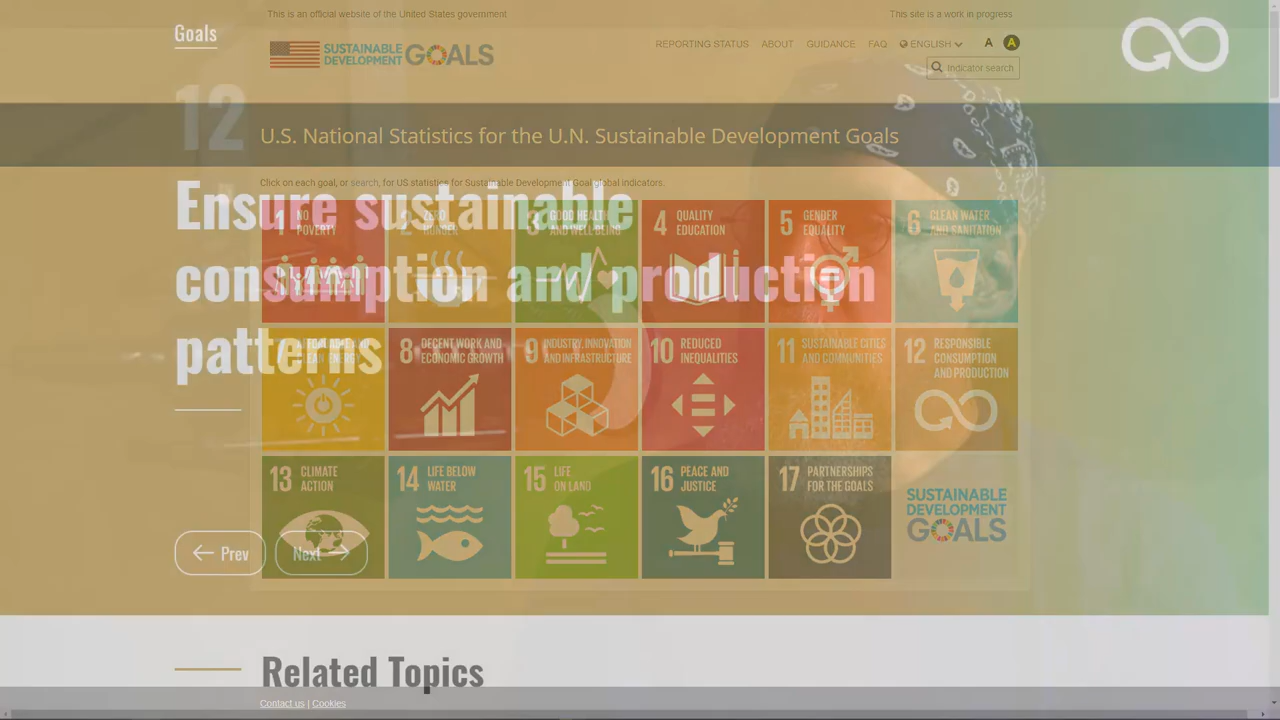 This is an official website of the United States government
This site is a work in progress
Goals
SUSTAINABLE
DEVELOPMENT GOALS
REPORTING STATUS ABOUT GUIDANCE FAQ ENGLISH A A
Indicator search
12
U.S. National Statistics for the U.N. Sustainable Development Goals
Click on each goal, or search, for US statistics for Sustainable Development Goal global indicators.
Ensure sustainable
consumption and production
patterns
1 NO
POVERTY
2 ZERO
HUNGER
3 GOOD HEALTH
AND WELL-BEING
4 QUALITY
EDUCATION
5 GENDER
EQUALITY
6 CLEAN WATER
AND SANITATION
7 AFFORDABLE AND
CLEAN ENERGY
8 DECENT WORK AND
ECONOMIC GROWTH
9 INDUSTRY, INNOVATION
AND INFRASTRUCTURE
10 REDUCED
INEQUALITIES
11 SUSTAINABLE CITIES
AND COMMUNITIES
12 RESPONSIBLE
CONSUMPTION
AND PRODUCTION
13 CLIMATE
ACTION
14 LIFE BELOW
WATER
15 LIFE
ON LAND
16 PEACE AND
JUSTICE
17 PARTNERSHIPS
FOR THE GOALS
SUSTAINABLE
DEVELOPMENT
GOALS
Prev
Next
Related Topics
Contact us | Cookies